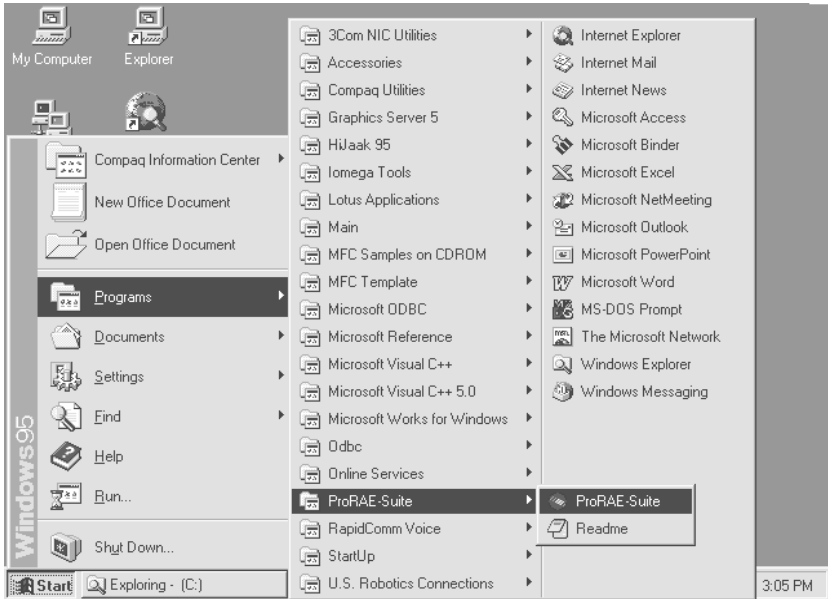 My Computer
Explorer
Windows95
Compaq Information Center
New Office Document
Open Office Document
Programs
Documents
Settings
Find
Help
Run...
Shut Down...
3Com NIC Utilities
Accessories
Compaq Utilities
Graphics Server 5
HiJaak 95
Iomega Tools
Lotus Applications
Main
MFC Samples on CDROM
MFC Template
Microsoft ODBC
Microsoft Reference
Microsoft Visual C++
Microsoft Visual C++ 5.0
Microsoft Works for Windows
Odbc
Online Services
ProRAE-Suite
RapidComm Voice
StartUp
U.S. Robotics Connections
Internet Explorer
Internet Mail
Internet News
Microsoft Access
Microsoft Binder
Microsoft Excel
Microsoft NetMeeting
Microsoft Outlook
Microsoft PowerPoint
Microsoft Word
MS-DOS Prompt
The Microsoft Network
Windows Explorer
Windows Messaging
ProRAE-Suite
Readme
Start
Exploring - (C:)
3:05 PM